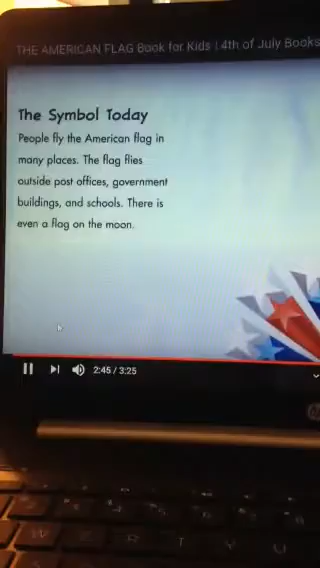 THE AMERICAN FLAG Book for Kids | 4th of July Books
The Symbol Today
People fly the American flag in
many places. The flag flies
outside post offices, government
buildings, and schools. There is
even a flag on the moon.
2:45 / 3:25
W E R T Y U